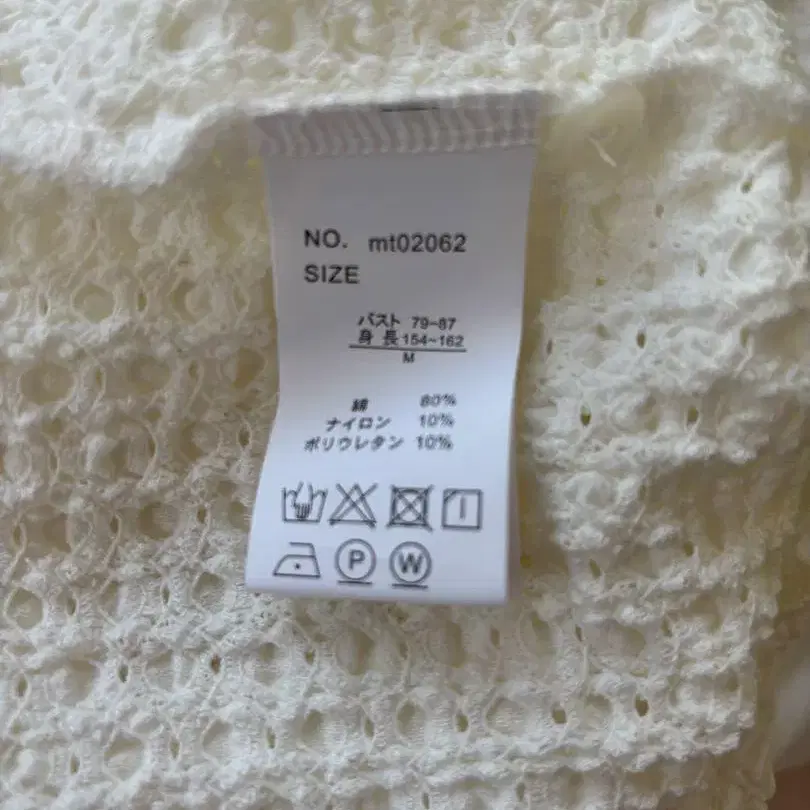 NO. mt02062
SIZE
バスト 79-87
身長 154~162
M
綿 80%
ナイロン 10%
ポリウレタン 10%
P W